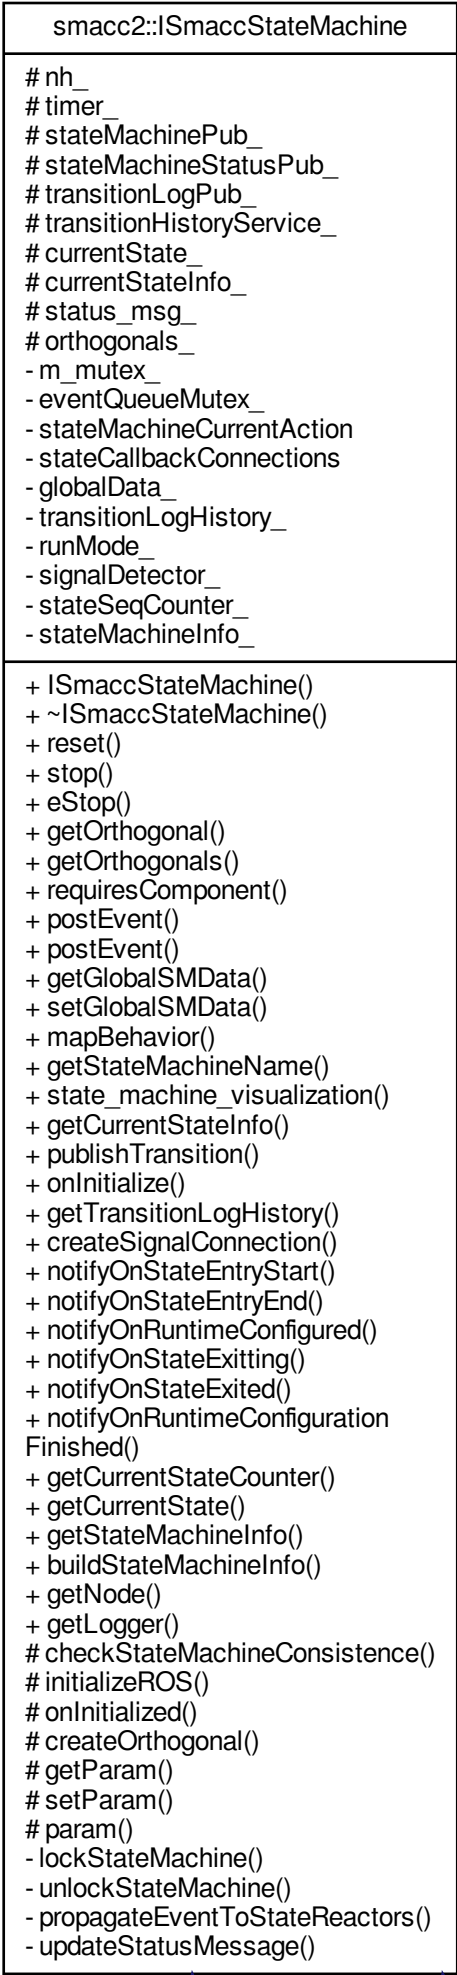 smacc2::ISmaccStateMachine
# nh_
# timer_
# stateMachinePub_
# stateMachineStatusPub_
# transitionLogPub_
# transitionHistoryService_
# currentState_
# currentStateInfo_
# status_msg_
# orthogonals_
- m_mutex_
- eventQueueMutex_
- stateMachineCurrentAction
- stateCallbackConnections
- globalData_
- transitionLogHistory_
- runMode_
- signalDetector_
- stateSeqCounter_
- stateMachineInfo_
+ ISmaccStateMachine()
+ ~ISmaccStateMachine()
+ reset()
+ stop()
+ eStop()
+ getOrthogonal()
+ getOrthogonals()
+ requiresComponent()
+ postEvent()
+ postEvent()
+ getGlobalSMData()
+ setGlobalSMData()
+ mapBehavior()
+ getStateMachineName()
+ state_machine_visualization()
+ getCurrentStateInfo()
+ publishTransition()
+ onInitialize()
+ getTransitionLogHistory()
+ createSignalConnection()
+ notifyOnStateEntryStart()
+ notifyOnStateEntryEnd()
+ notifyOnRuntimeConfigured()
+ notifyOnStateExitting()
+ notifyOnStateExited()
+ notifyOnRuntimeConfiguration
Finished()
+ getCurrentStateCounter()
+ getCurrentState()
+ getStateMachineInfo()
+ buildStateMachineInfo()
+ getNode()
+ getLogger()
# checkStateMachineConsistence()
# initializeROS()
# onInitialized()
# createOrthogonal()
# getParam()
# setParam()
# param()
- lockStateMachine()
- unlockStateMachine()
- propagateEventToStateReactors()
- updateStatusMessage()